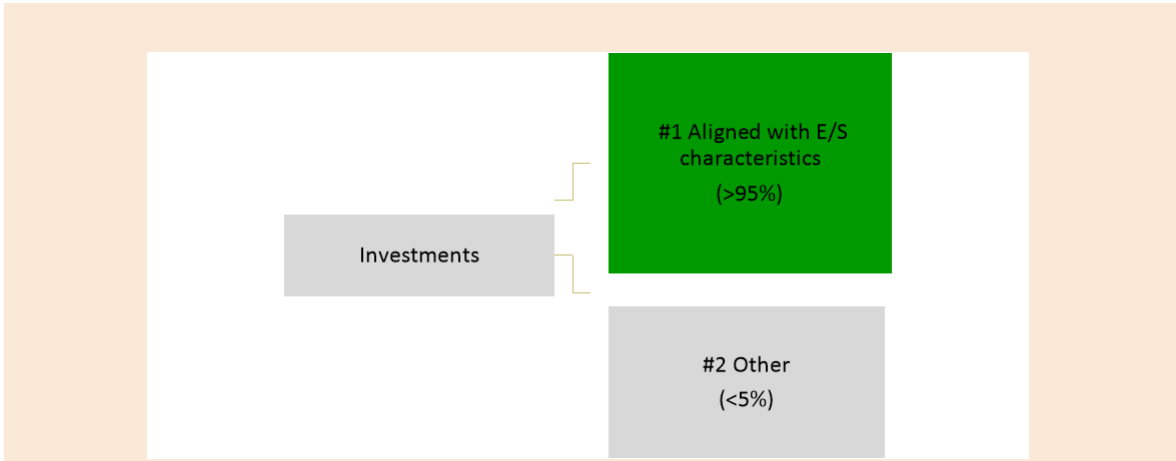 #1 Aligned with E/S
characteristics
(>95%)
Investments
#2 Other
(<5%)